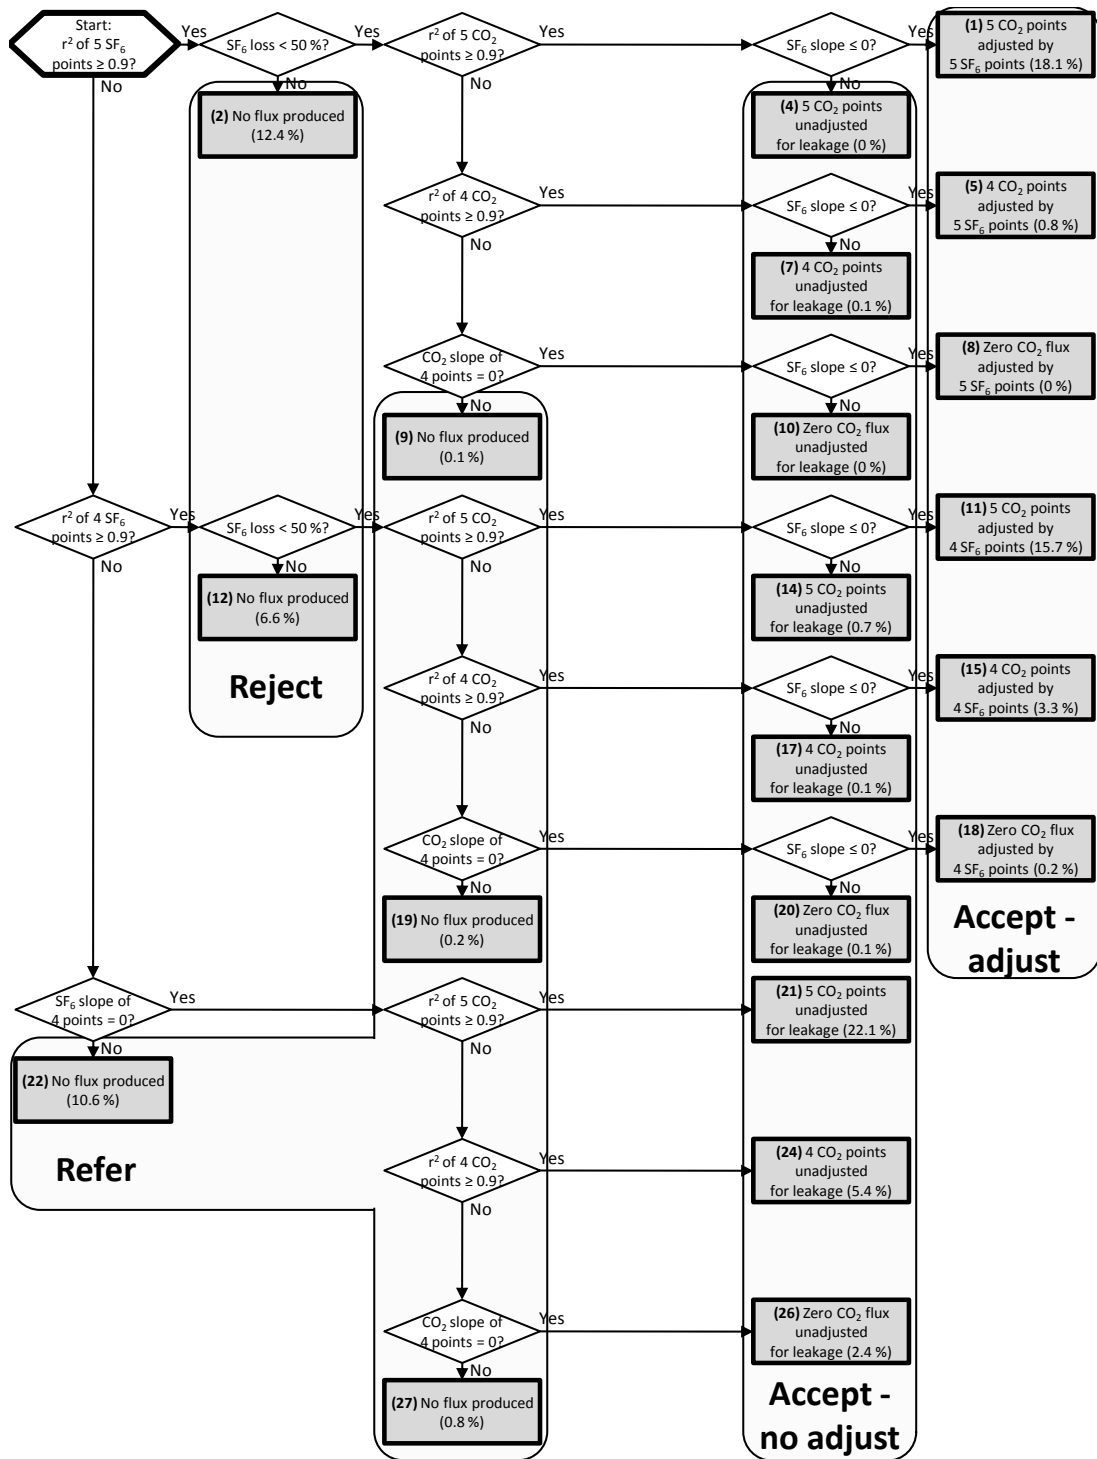 Start:
r² of 5 SF₆
points ≥ 0.9?
Yes
No
SF₆ loss < 50 %?
Yes
No
r² of 5 CO₂
points ≥ 0.9?
Yes
No
SF₆ slope ≤ 0?
Yes
No
(1) 5 CO₂ points
adjusted by
5 SF₆ points (18.1 %)
(2) No flux produced
(12.4 %)
(4) 5 CO₂ points
unadjusted
for leakage (0 %)
r² of 4 CO₂
points ≥ 0.9?
Yes
No
SF₆ slope ≤ 0?
Yes
No
(5) 4 CO₂ points
adjusted by
5 SF₆ points (0.8 %)
(7) 4 CO₂ points
unadjusted
for leakage (0.1 %)
CO₂ slope of
4 points = 0?
Yes
No
SF₆ slope ≤ 0?
Yes
No
(8) Zero CO₂ flux
adjusted by
5 SF₆ points (0 %)
(9) No flux produced
(0.1 %)
(10) Zero CO₂ flux
unadjusted
for leakage (0 %)
r² of 4 SF₆
points ≥ 0.9?
Yes
No
SF₆ loss < 50 %?
Yes
No
r² of 5 CO₂
points ≥ 0.9?
Yes
No
SF₆ slope ≤ 0?
Yes
No
(11) 5 CO₂ points
adjusted by
4 SF₆ points (15.7 %)
(12) No flux produced
(6.6 %)
(14) 5 CO₂ points
unadjusted
for leakage (0.7 %)
Reject
r² of 4 CO₂
points ≥ 0.9?
Yes
No
SF₆ slope ≤ 0?
Yes
No
(15) 4 CO₂ points
adjusted by
4 SF₆ points (3.3 %)
(17) 4 CO₂ points
unadjusted
for leakage (0.1 %)
CO₂ slope of
4 points = 0?
Yes
No
SF₆ slope ≤ 0?
Yes
No
(18) Zero CO₂ flux
adjusted by
4 SF₆ points (0.2 %)
(19) No flux produced
(0.2 %)
(20) Zero CO₂ flux
unadjusted
for leakage (0.1 %)
Accept -
adjust
SF₆ slope of
4 points = 0?
Yes
No
r² of 5 CO₂
points ≥ 0.9?
Yes
No
(21) 5 CO₂ points
unadjusted
for leakage (22.1 %)
(22) No flux produced
(10.6 %)
Refer
r² of 4 CO₂
points ≥ 0.9?
Yes
No
(24) 4 CO₂ points
unadjusted
for leakage (5.4 %)
CO₂ slope of
4 points = 0?
Yes
No
(26) Zero CO₂ flux
unadjusted
for leakage (2.4 %)
(27) No flux produced
(0.8 %)
Accept -
no adjust